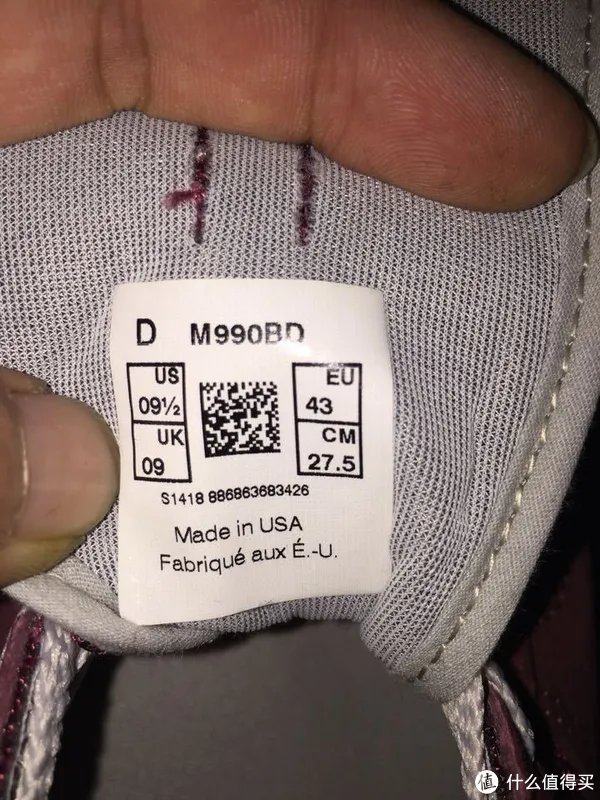 D M990BD
US 09½ EU 43
UK 09 CM 27.5
S1418 886863683426
Made in USA
Fabriqué aux É.-U.
值 什么值得买